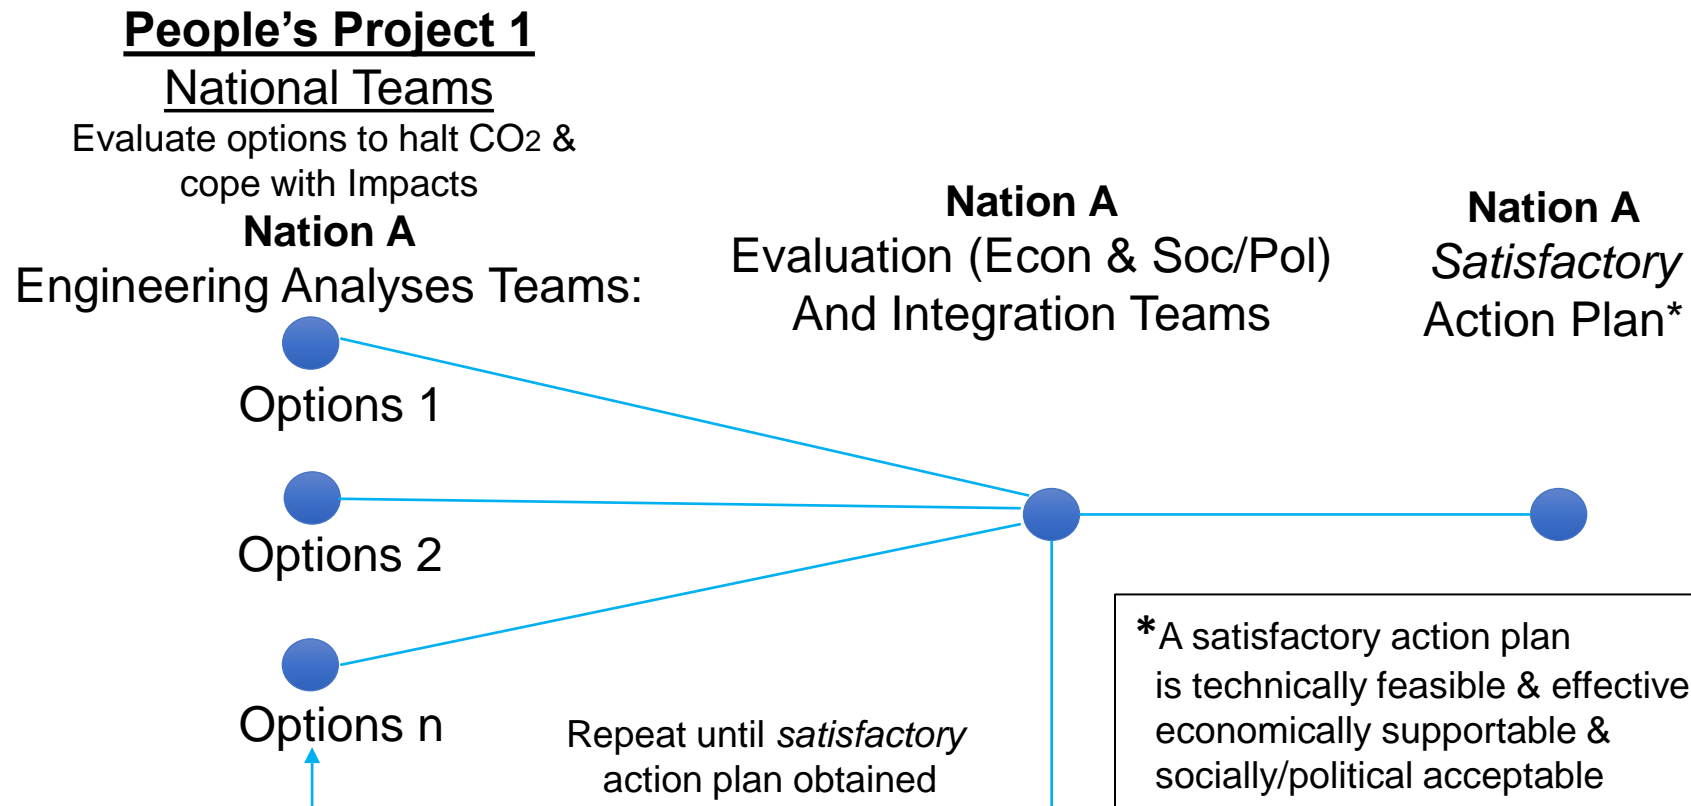 People’s Project 1
National Teams
Evaluate options to halt CO2 &
cope with Impacts
Nation A
Engineering Analyses Teams:
Options 1
Options 2
Options n
Nation A
Evaluation (Econ & Soc/Pol)
And Integration Teams
Nation A
Satisfactory
Action Plan*
Repeat until satisfactory
action plan obtained
*A satisfactory action plan
is technically feasible & effective
economically supportable &
socially/political acceptable